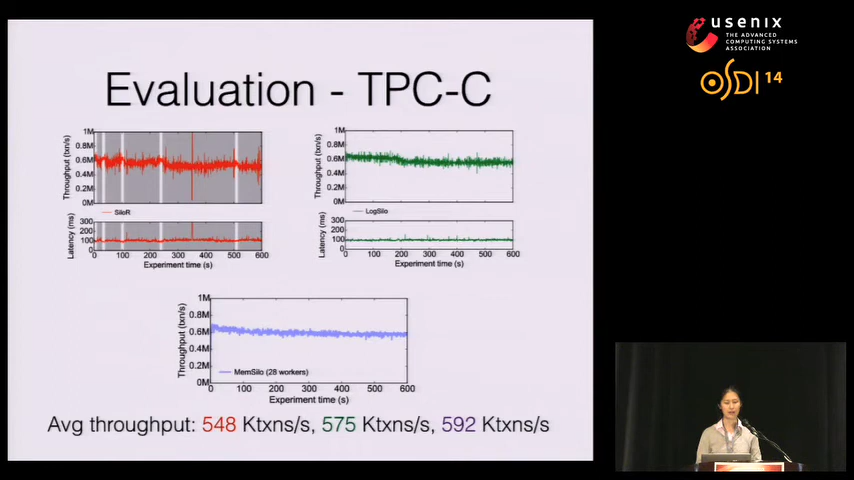 usenix
THE ADVANCED
COMPUTING SYSTEMS
ASSOCIATION
OSDI 14
Evaluation - TPC-C
Throughput (txn/s)
1M
0.8M
0.6M
0.4M
0.2M
0M
SiloR
Latency (ms)
300
200
100
0
0 100 200 300 400 500 600
Experiment time (s)
Throughput (txn/s)
1M
0.8M
0.6M
0.4M
0.2M
0M
LogSilo
Latency (ms)
300
200
100
0
0 100 200 300 400 500 600
Experiment time (s)
Throughput (txn/s)
1M
0.8M
0.6M
0.4M
0.2M
0M
MemSilo (28 workers)
0 100 200 300 400 500 600
Experiment time (s)
Avg throughput: 548 Ktxns/s, 575 Ktxns/s, 592 Ktxns/s